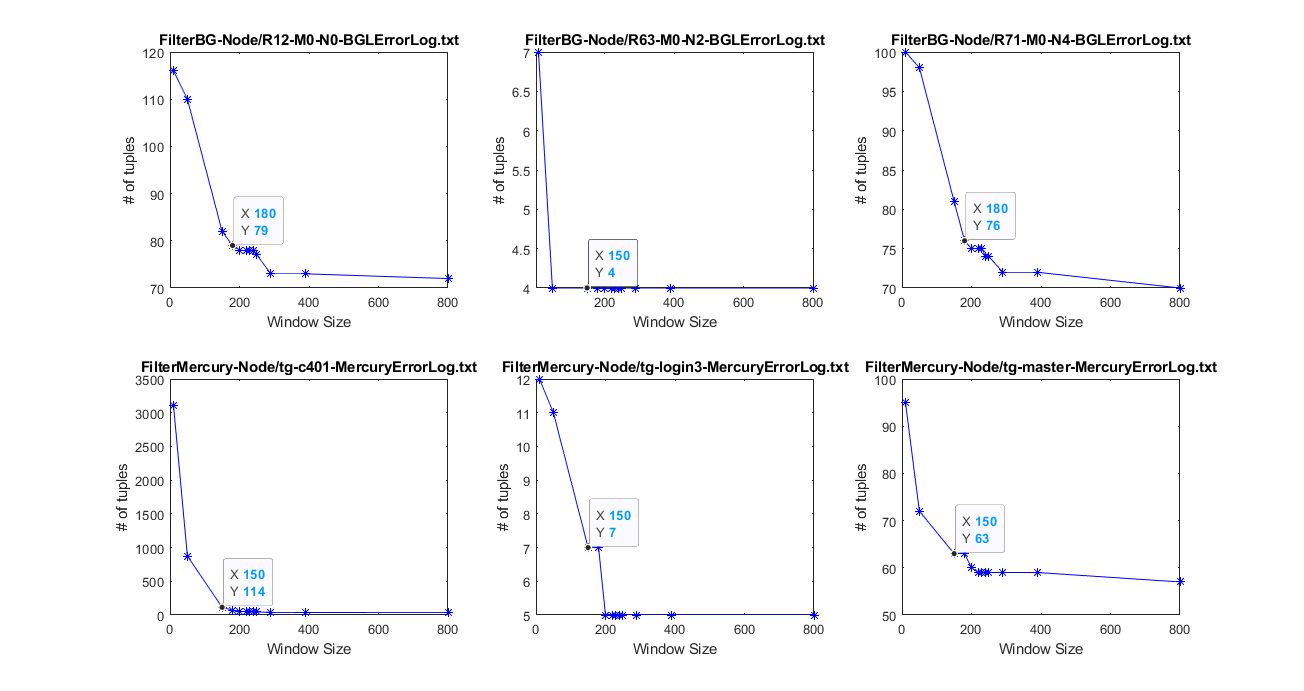 FilterBG-Node/R12-M0-N0-BGLErrorLog.txt
120
110
100
90
80
70
# of tuples
X 180
Y 79
0
200
400
600
800
Window Size
FilterBG-Node/R63-M0-N2-BGLErrorLog.txt
7
6.5
6
5.5
5
4.5
4
# of tuples
X 150
Y 4
0
200
400
600
800
Window Size
FilterBG-Node/R71-M0-N4-BGLErrorLog.txt
100
95
90
85
80
75
70
# of tuples
X 180
Y 76
0
200
400
600
800
Window Size
FilterMercury-Node/tg-c401-MercuryErrorLog.txt
3500
3000
2500
2000
1500
1000
500
0
# of tuples
X 150
Y 114
0
200
400
600
800
Window Size
FilterMercury-Node/tg-login3-MercuryErrorLog.txt
12
11
10
9
8
7
6
5
# of tuples
X 150
Y 7
0
200
400
600
800
Window Size
FilterMercury-Node/tg-master-MercuryErrorLog.txt
100
90
80
70
60
50
# of tuples
X 150
Y 63
0
200
400
600
800
Window Size